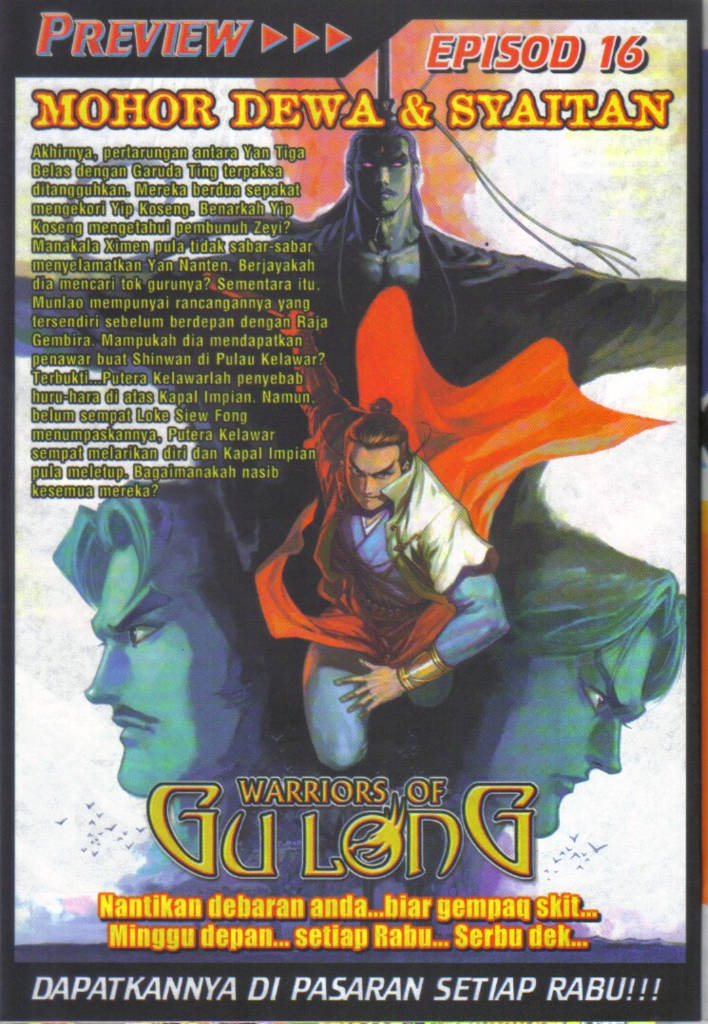 PREVIEW
EPISOD 16
MOHOR DEWA & SYAITAN
Akhirnya, pertarungan antara Yan Tiga
Belas dengan Garuda Ting terpaksa
ditangguhkan. Mereka berdua sepakat
mengekori Yip Koseng. Benarkah Yip
Koseng mengetahui pembunuh Zeyi?
Manakala Ximen pula tidak sabar-sabar
menyelamatkan Yan Nanten. Berjayakah
dia mencari tok gurunya? Sementara itu,
Munlao mempunyai rancangannya yang
tersendiri sebelum berdepan dengan Raja
Gembira. Mampukah dia mendapatkan
penawar buat Shinwan di Pulau Kelawar?
Terbukti...Putera Kelawarlah penyebab
huru-hara di atas Kapal Impian. Namun,
belum sempat Loke Siew Fong
menumpaskannya, Putera Kelawar
sempat melarikan diri dan Kapal Impian
pula meletup. Bagaimanakah nasib
kesemua mereka?
WARRIORS OF
GU LONG
Nantikan debaran anda...biar gempaq skit...
Minggu depan... setiap Rabu... Serbu dek...
DAPATKANNYA DI PASARAN SETIAP RABU!!!